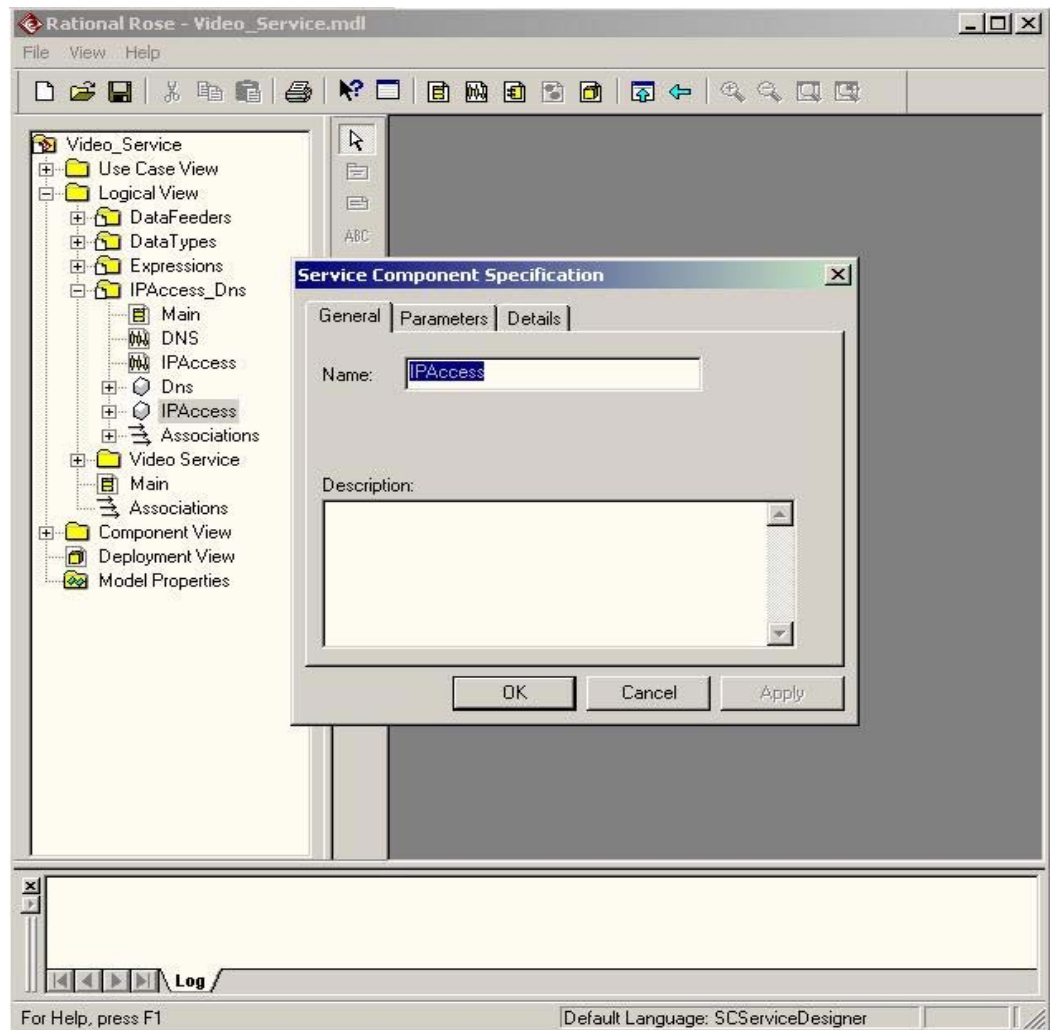 Rational Rose - Video_Service.mdl
File View Help
Video_Service
Use Case View
Logical View
DataFeeders
DataTypes
Expressions
IPAccess_Dns
Main
DNS
IPAccess
Dns
IPAccess
Associations
Video Service
Main
Associations
Component View
Deployment View
Model Properties
ABC
Service Component Specification
General Parameters Details
Name: IPAccess
Description:
OK Cancel Apply
Log
For Help, press F1 Default Language: SCServiceDesigner